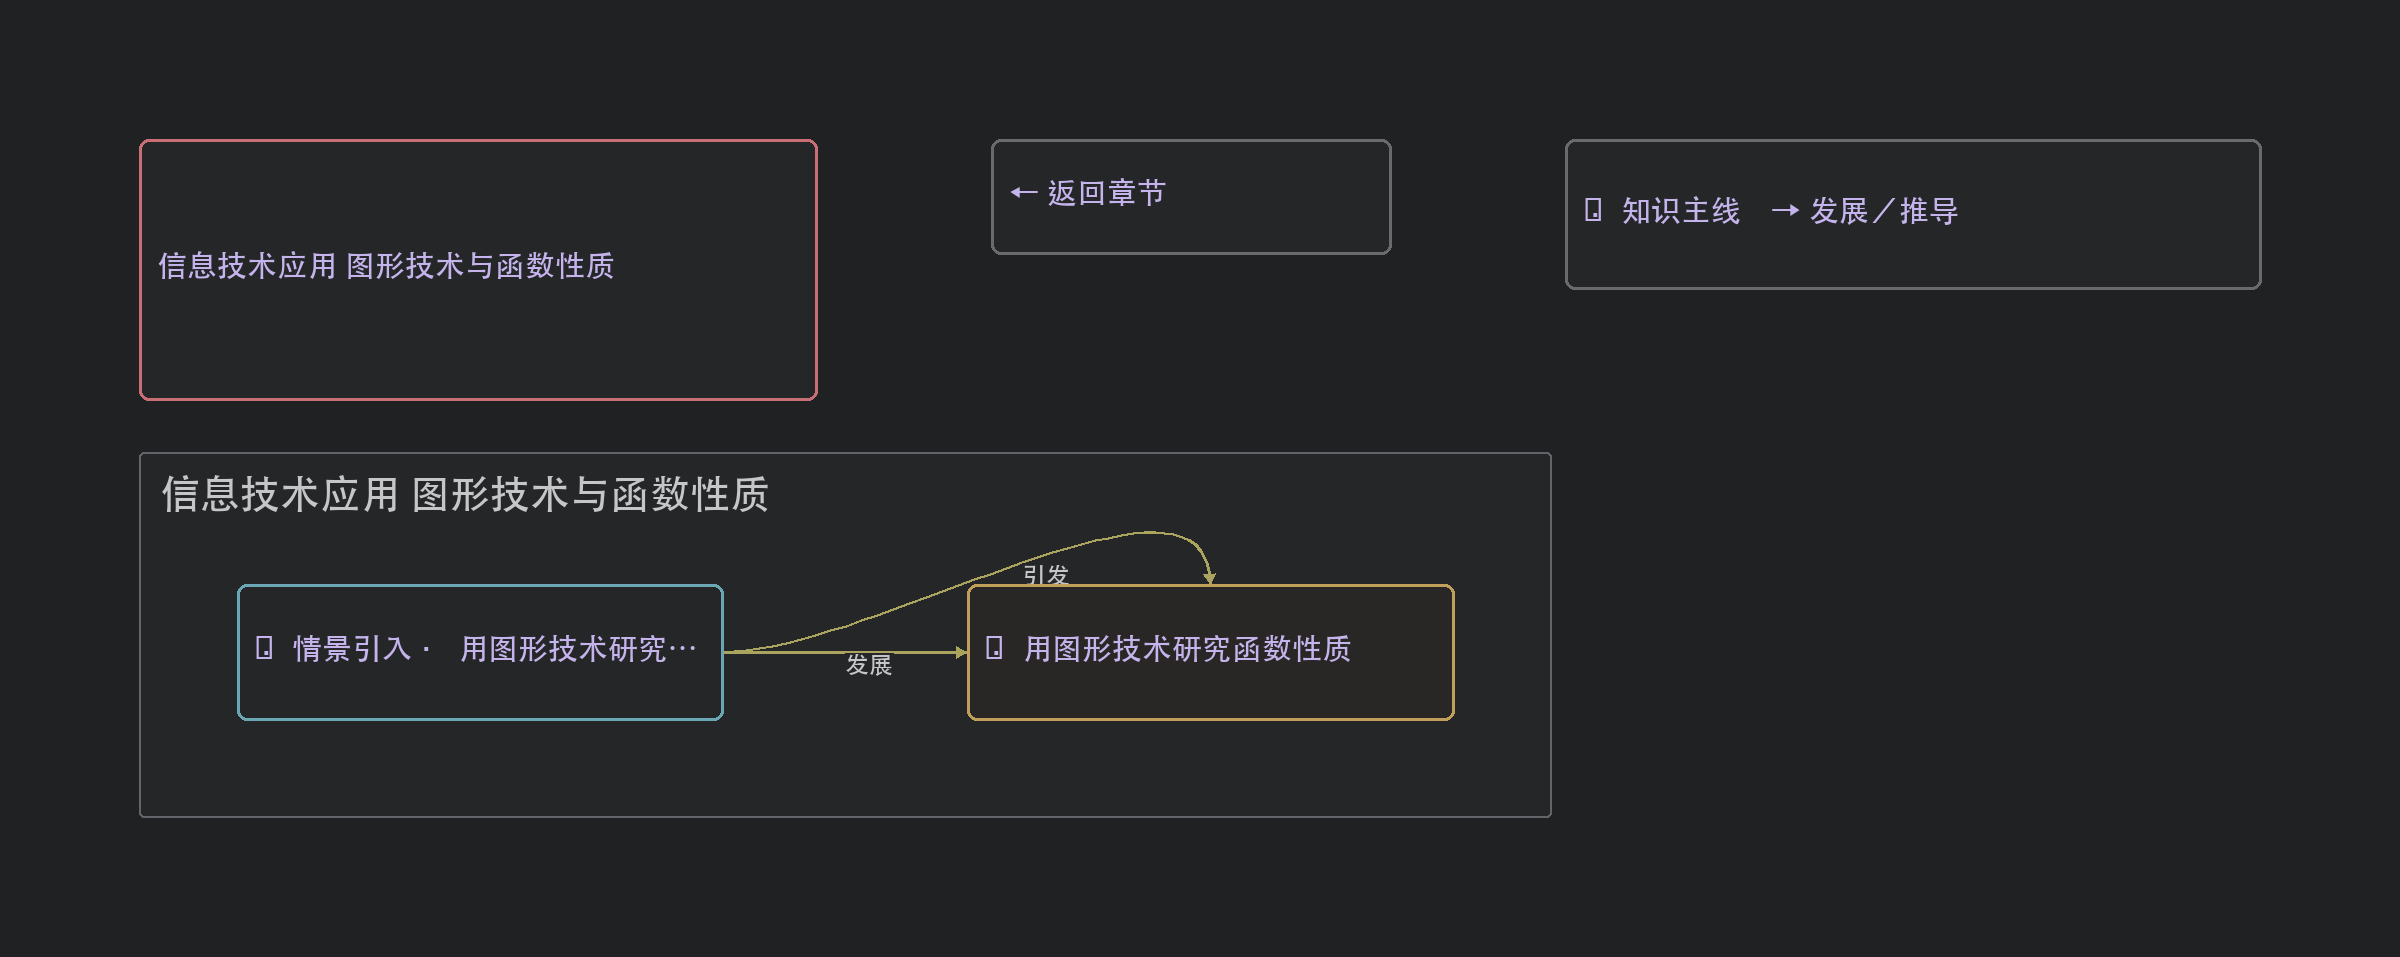 信息技术应用 图形技术与函数性质
← 返回章节
知识主线 → 发展／推导
信息技术应用 图形技术与函数性质
引发
情景引入 · 用图形技术研究…
发展
用图形技术研究函数性质